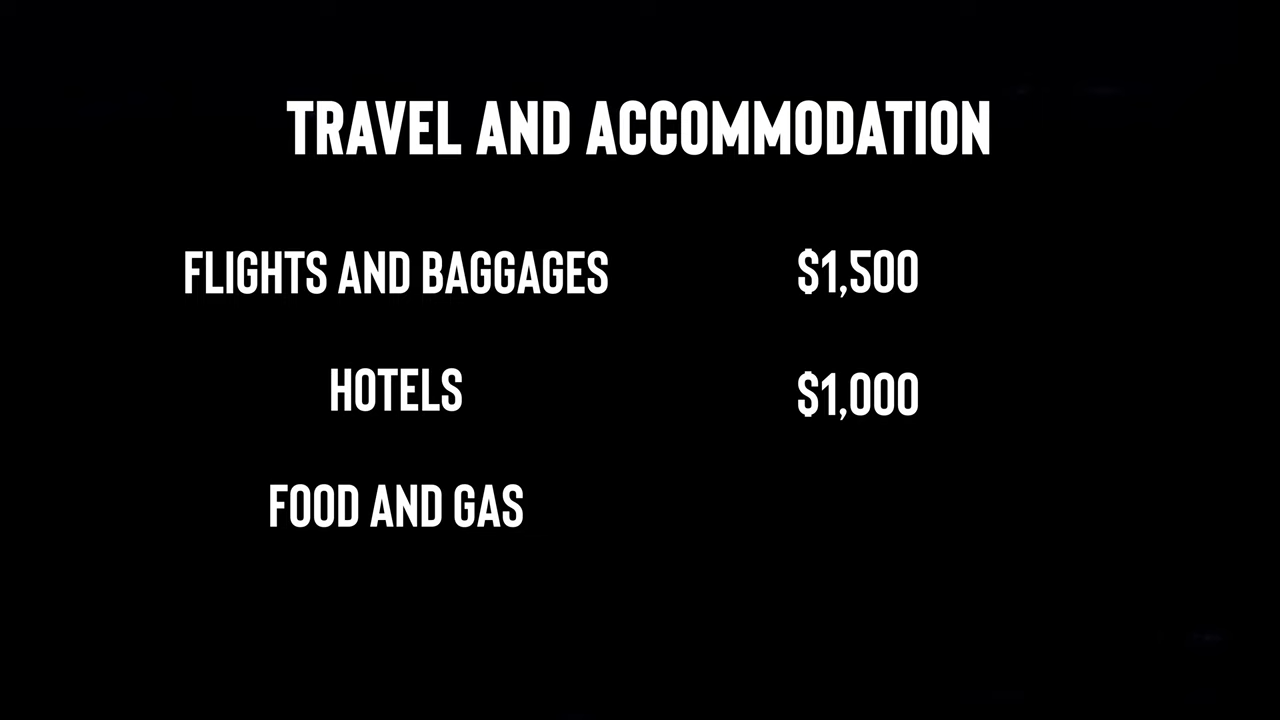 TRAVEL AND ACCOMMODATION
FLIGHTS AND BAGGAGES $1,500
HOTELS $1,000
FOOD AND GAS